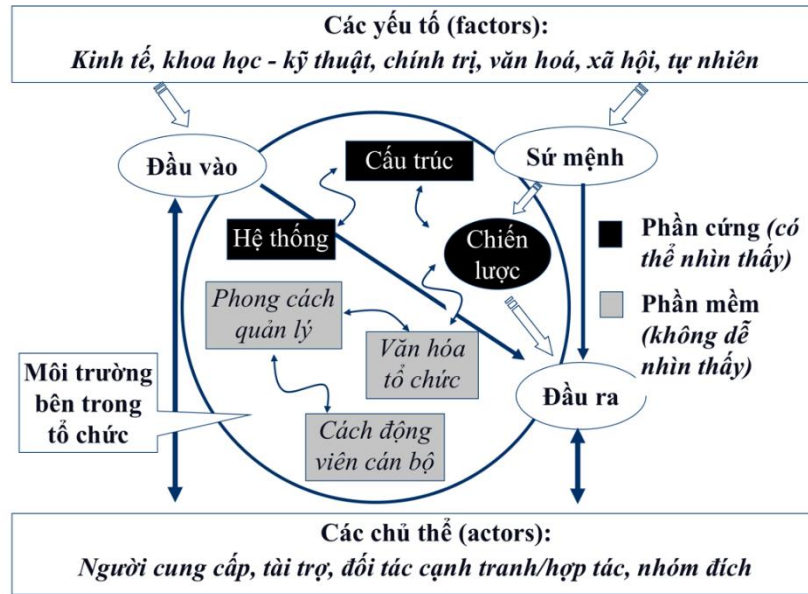 Các yếu tố (factors):
Kinh tế, khoa học - kỹ thuật, chính trị, văn hoá, xã hội, tự nhiên
Đầu vào
Cấu trúc
Sứ mệnh
Hệ thống
Chiến
lược
Phần cứng (có
thể nhìn thấy)
Phong cách
quản lý
Phần mềm
(không dễ
nhìn thấy)
Văn hóa
tổ chức
Môi trường
bên trong
tổ chức
Đầu ra
Cách động
viên cán bộ
Các chủ thể (actors):
Người cung cấp, tài trợ, đối tác cạnh tranh/hợp tác, nhóm đích